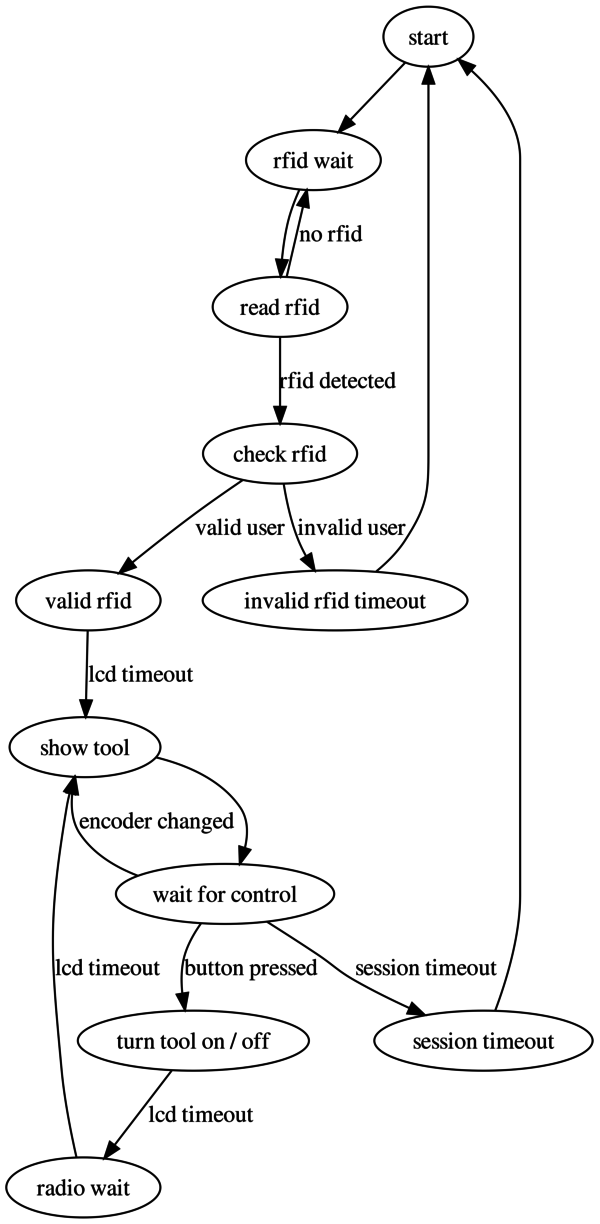 start
rfid wait
no rfid
read rfid
rfid detected
check rfid
valid user
invalid user
valid rfid
invalid rfid timeout
lcd timeout
show tool
encoder changed
wait for control
lcd timeout
button pressed
session timeout
turn tool on / off
session timeout
lcd timeout
radio wait